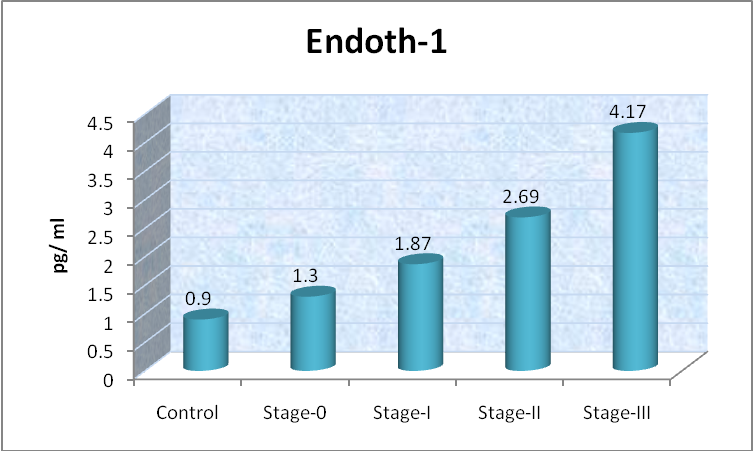 Endoth-1
pg/ ml
4.5
4
3.5
3
2.5
2
1.5
1
0.5
0
0.9
1.3
1.87
2.69
4.17
Control
Stage-0
Stage-I
Stage-II
Stage-III